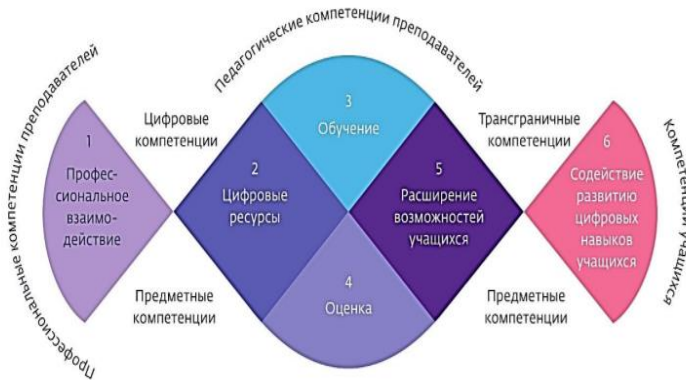 Профессиональные компетенции преподавателей
Педагогические компетенции преподавателей
Компетенции учащихся
1
Профес-
сиональное
взаимо-
действие
Цифровые
компетенции
Предметные
компетенции
2
Цифровые
ресурсы
3
Обучение
4
Оценка
5
Расширение
возможностей
учащихся
Трансграничные
компетенции
Предметные
компетенции
6
Содействие
развитию
цифровых
навыков
учащихся